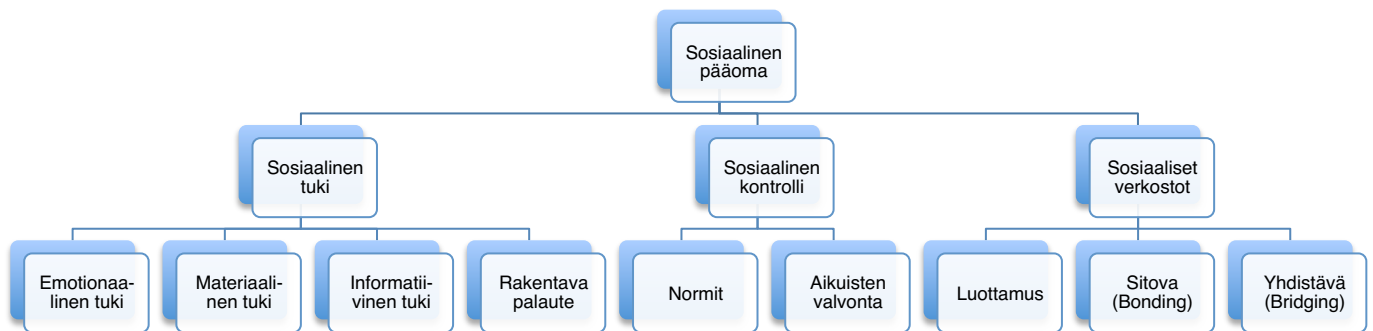 Sosiaalinen
pääoma
Sosiaalinen
tuki
Sosiaalinen
kontrolli
Sosiaaliset
verkostot
Emotionaa-
linen tuki
Materiaali-
nen tuki
Informatii-
vinen tuki
Rakentava
palaute
Normit
Aikuisten
valvonta
Luottamus
Sitova
(Bonding)
Yhdistävä
(Bridging)